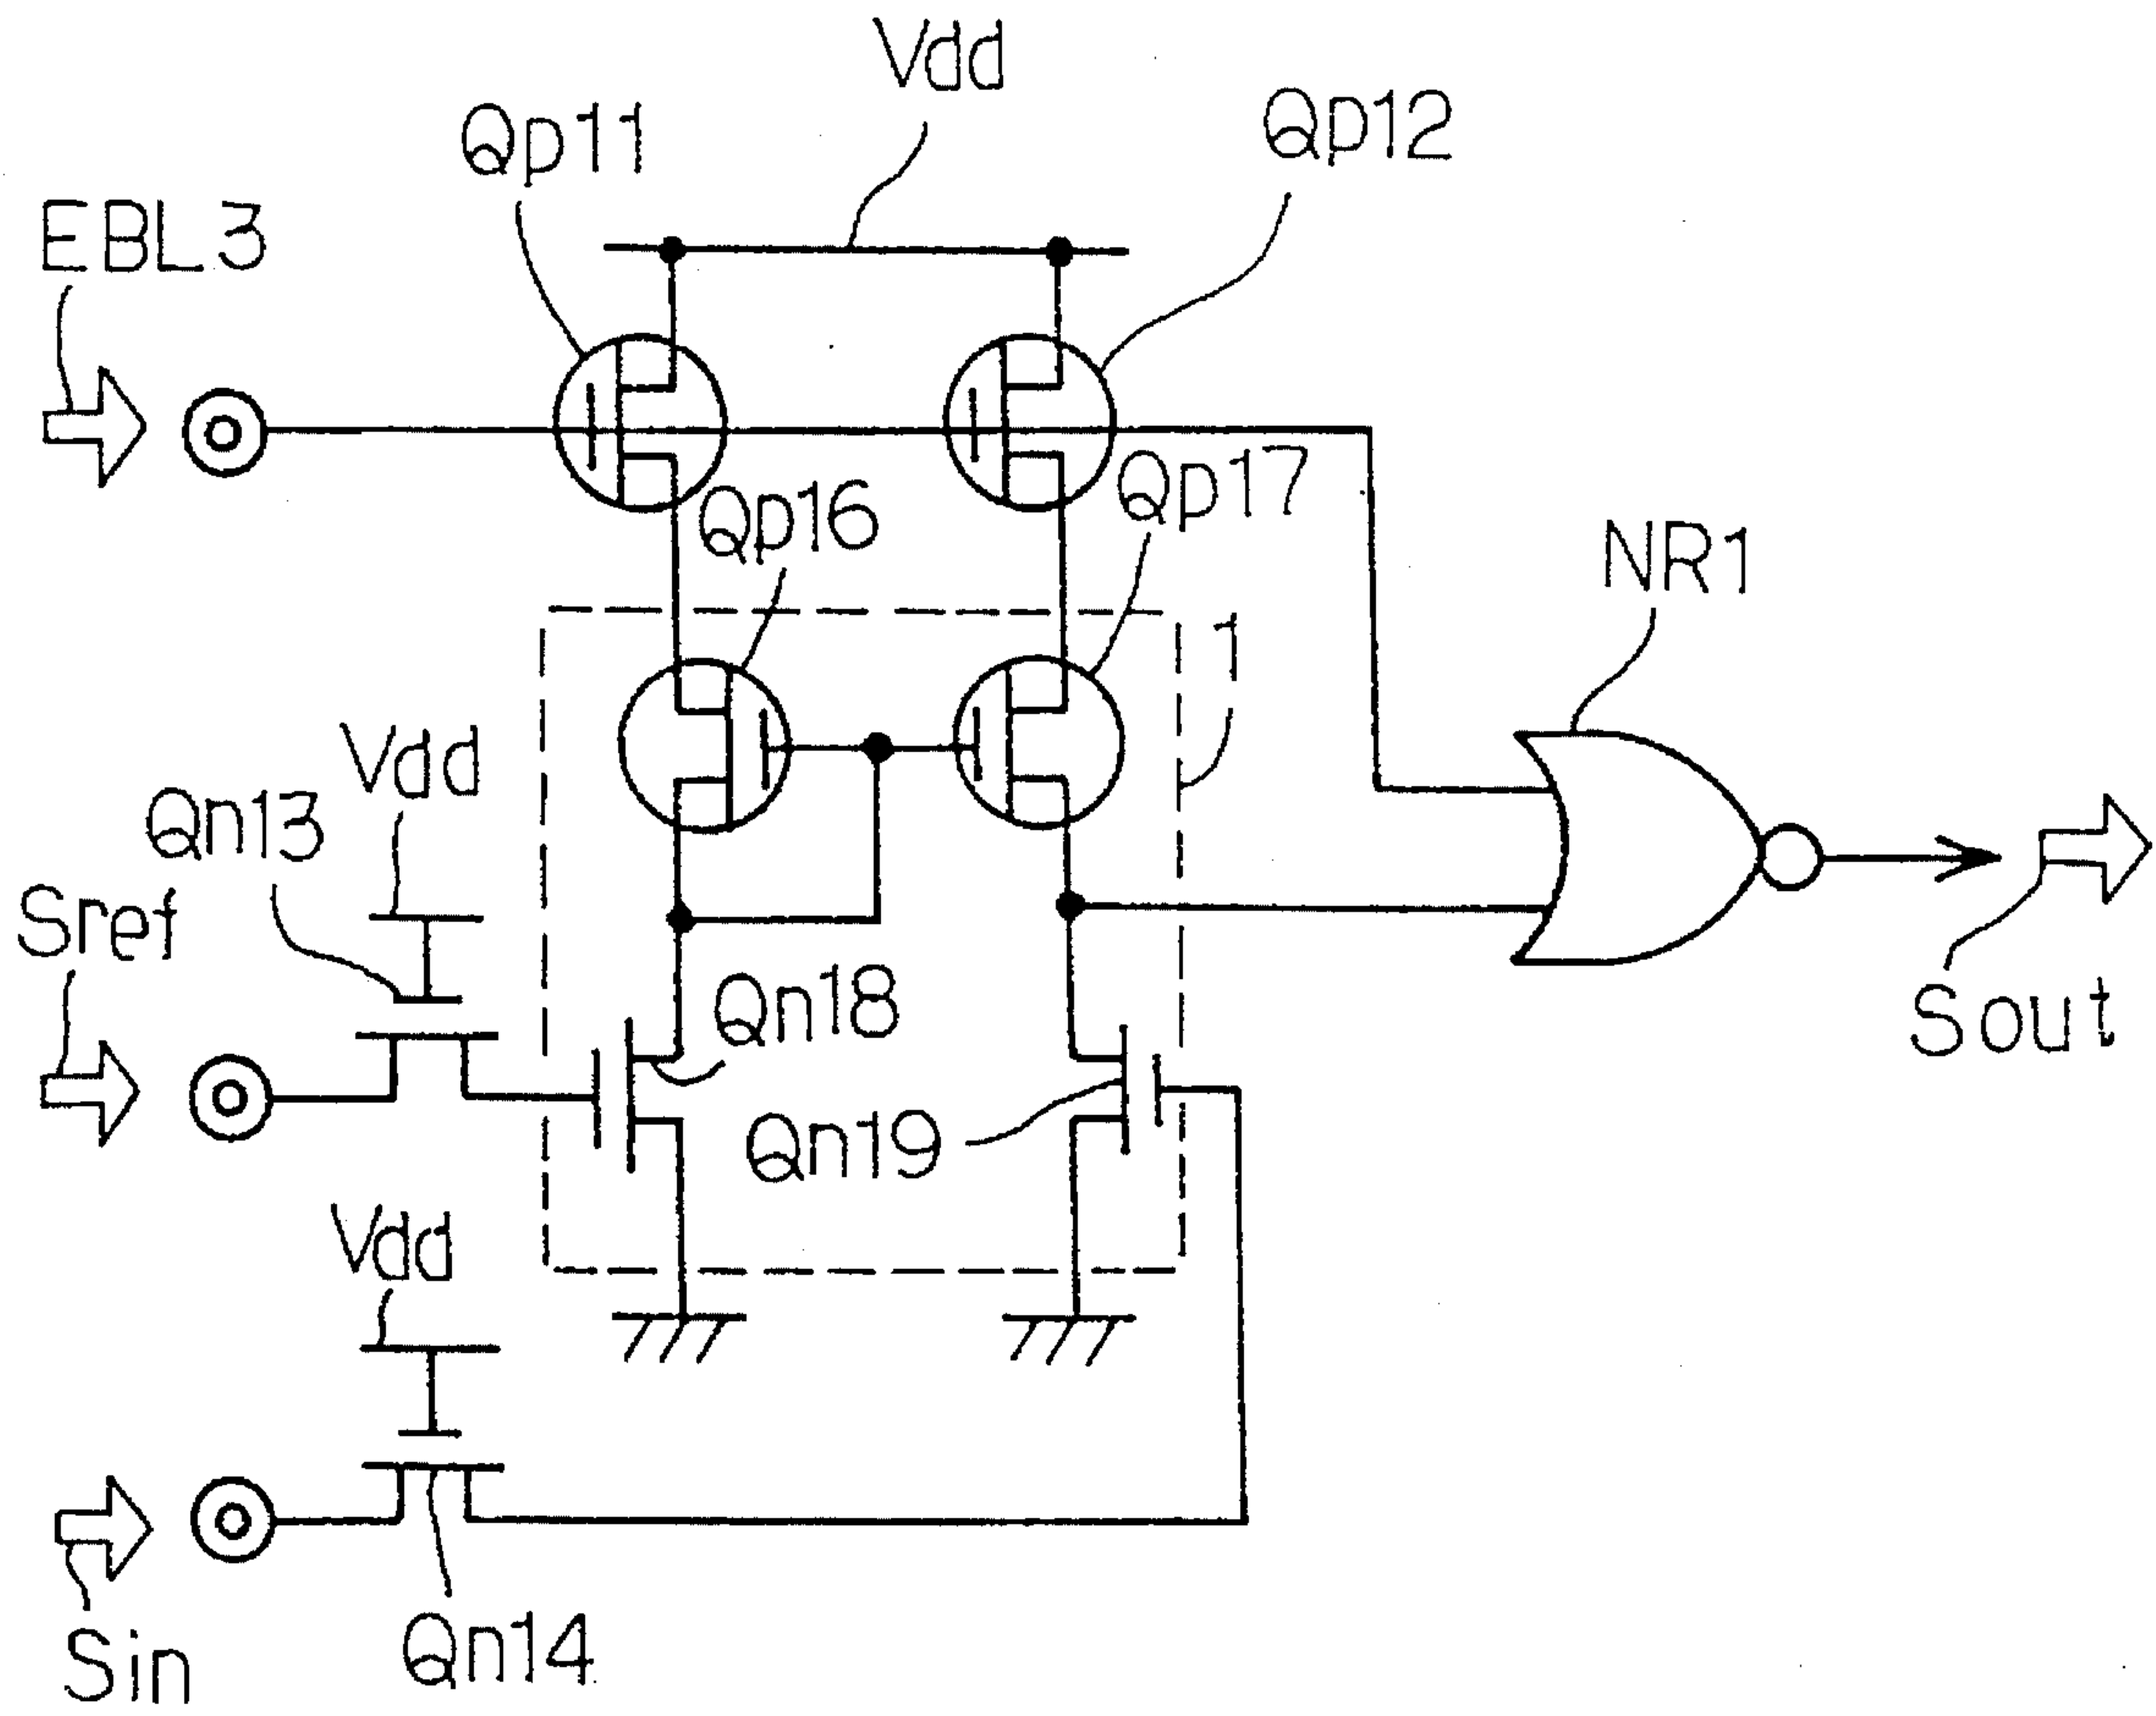 Vdd
Qp11
Qp12
EBL3
Qp16
Qp17
NR1
1
Vdd
Qn13
Sref
Qn18
Sout
Qn19
Vdd
Qn14
Sin